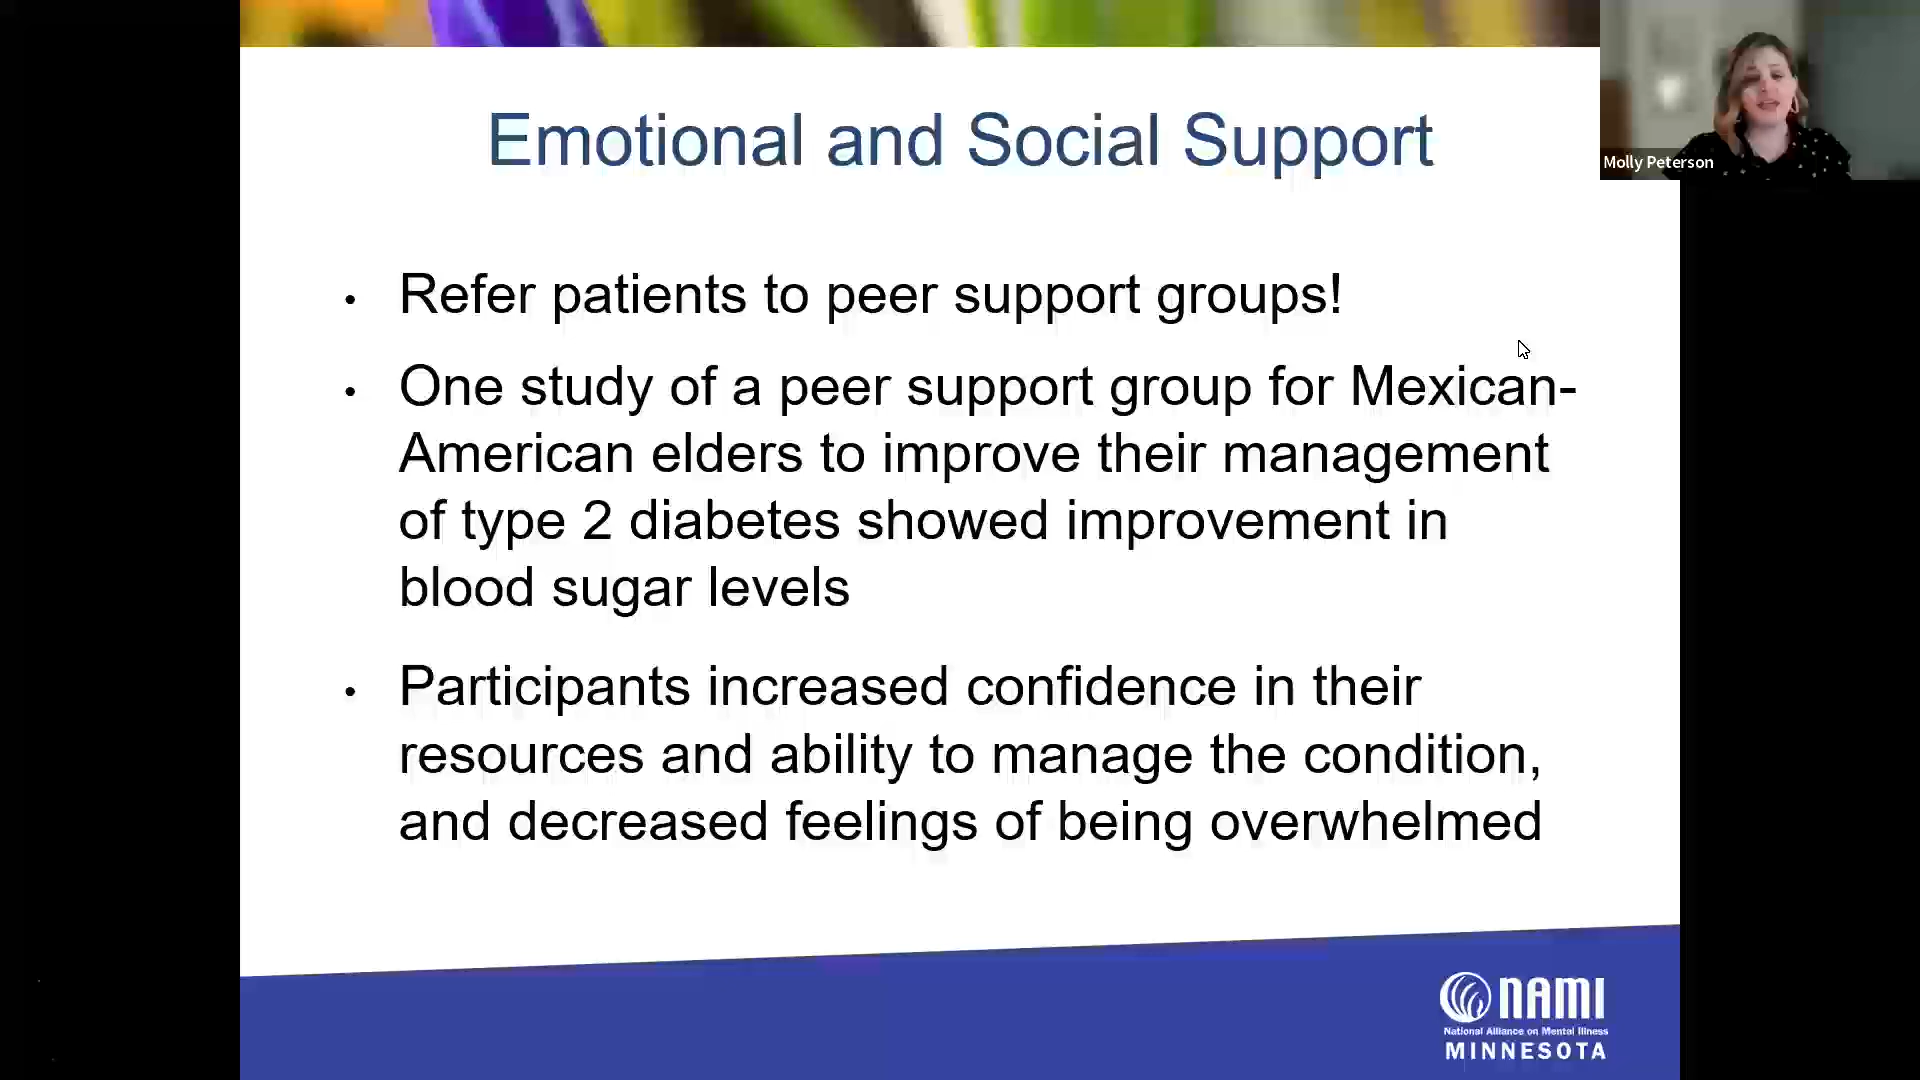 Emotional and Social Support
Molly Peterson
• Refer patients to peer support groups!
• One study of a peer support group for Mexican-
American elders to improve their management
of type 2 diabetes showed improvement in
blood sugar levels
• Participants increased confidence in their
resources and ability to manage the condition,
and decreased feelings of being overwhelmed
NAMI
National Alliance on Mental Illness
MINNESOTA